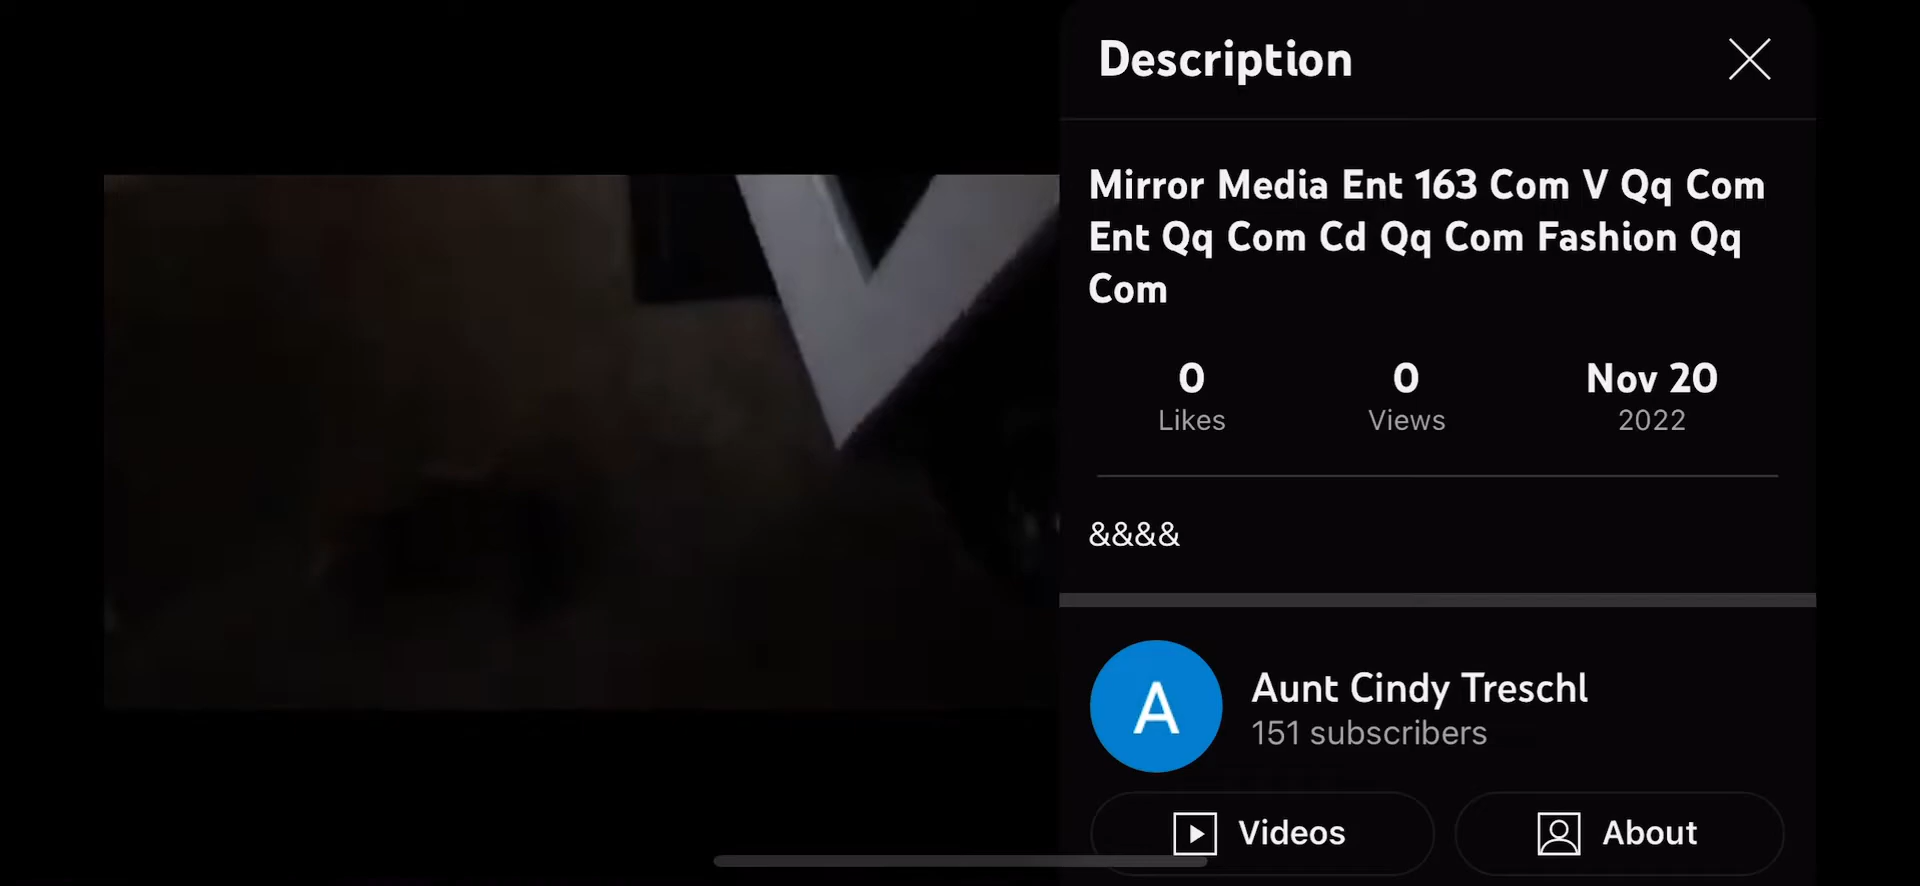 Description
Mirror Media Ent 163 Com V Qq Com
Ent Qq Com Cd Qq Com Fashion Qq
Com
0 0 Nov 20
Likes Views 2022
&&&&
A
Aunt Cindy Treschl
151 subscribers
Videos About